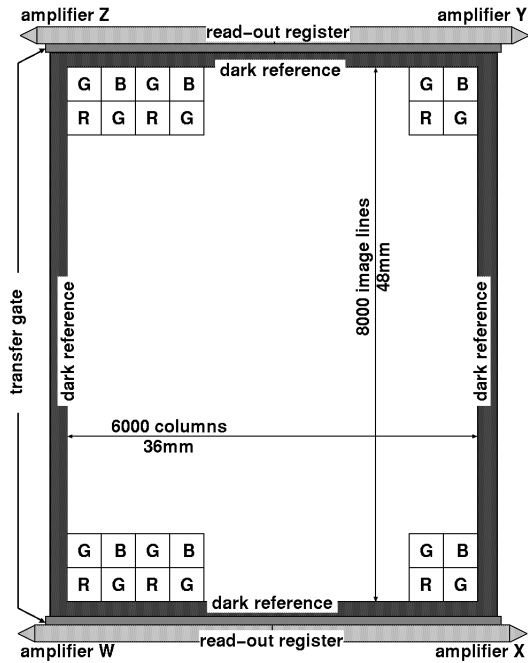 amplifier Z
amplifier Y
read-out register
dark reference
G B G B
G B
R G R G
R G
8000 image lines
48mm
transfer gate
dark reference
dark reference
6000 columns
36mm
G B G B
G B
R G R G
R G
dark reference
read-out register
amplifier W
amplifier X